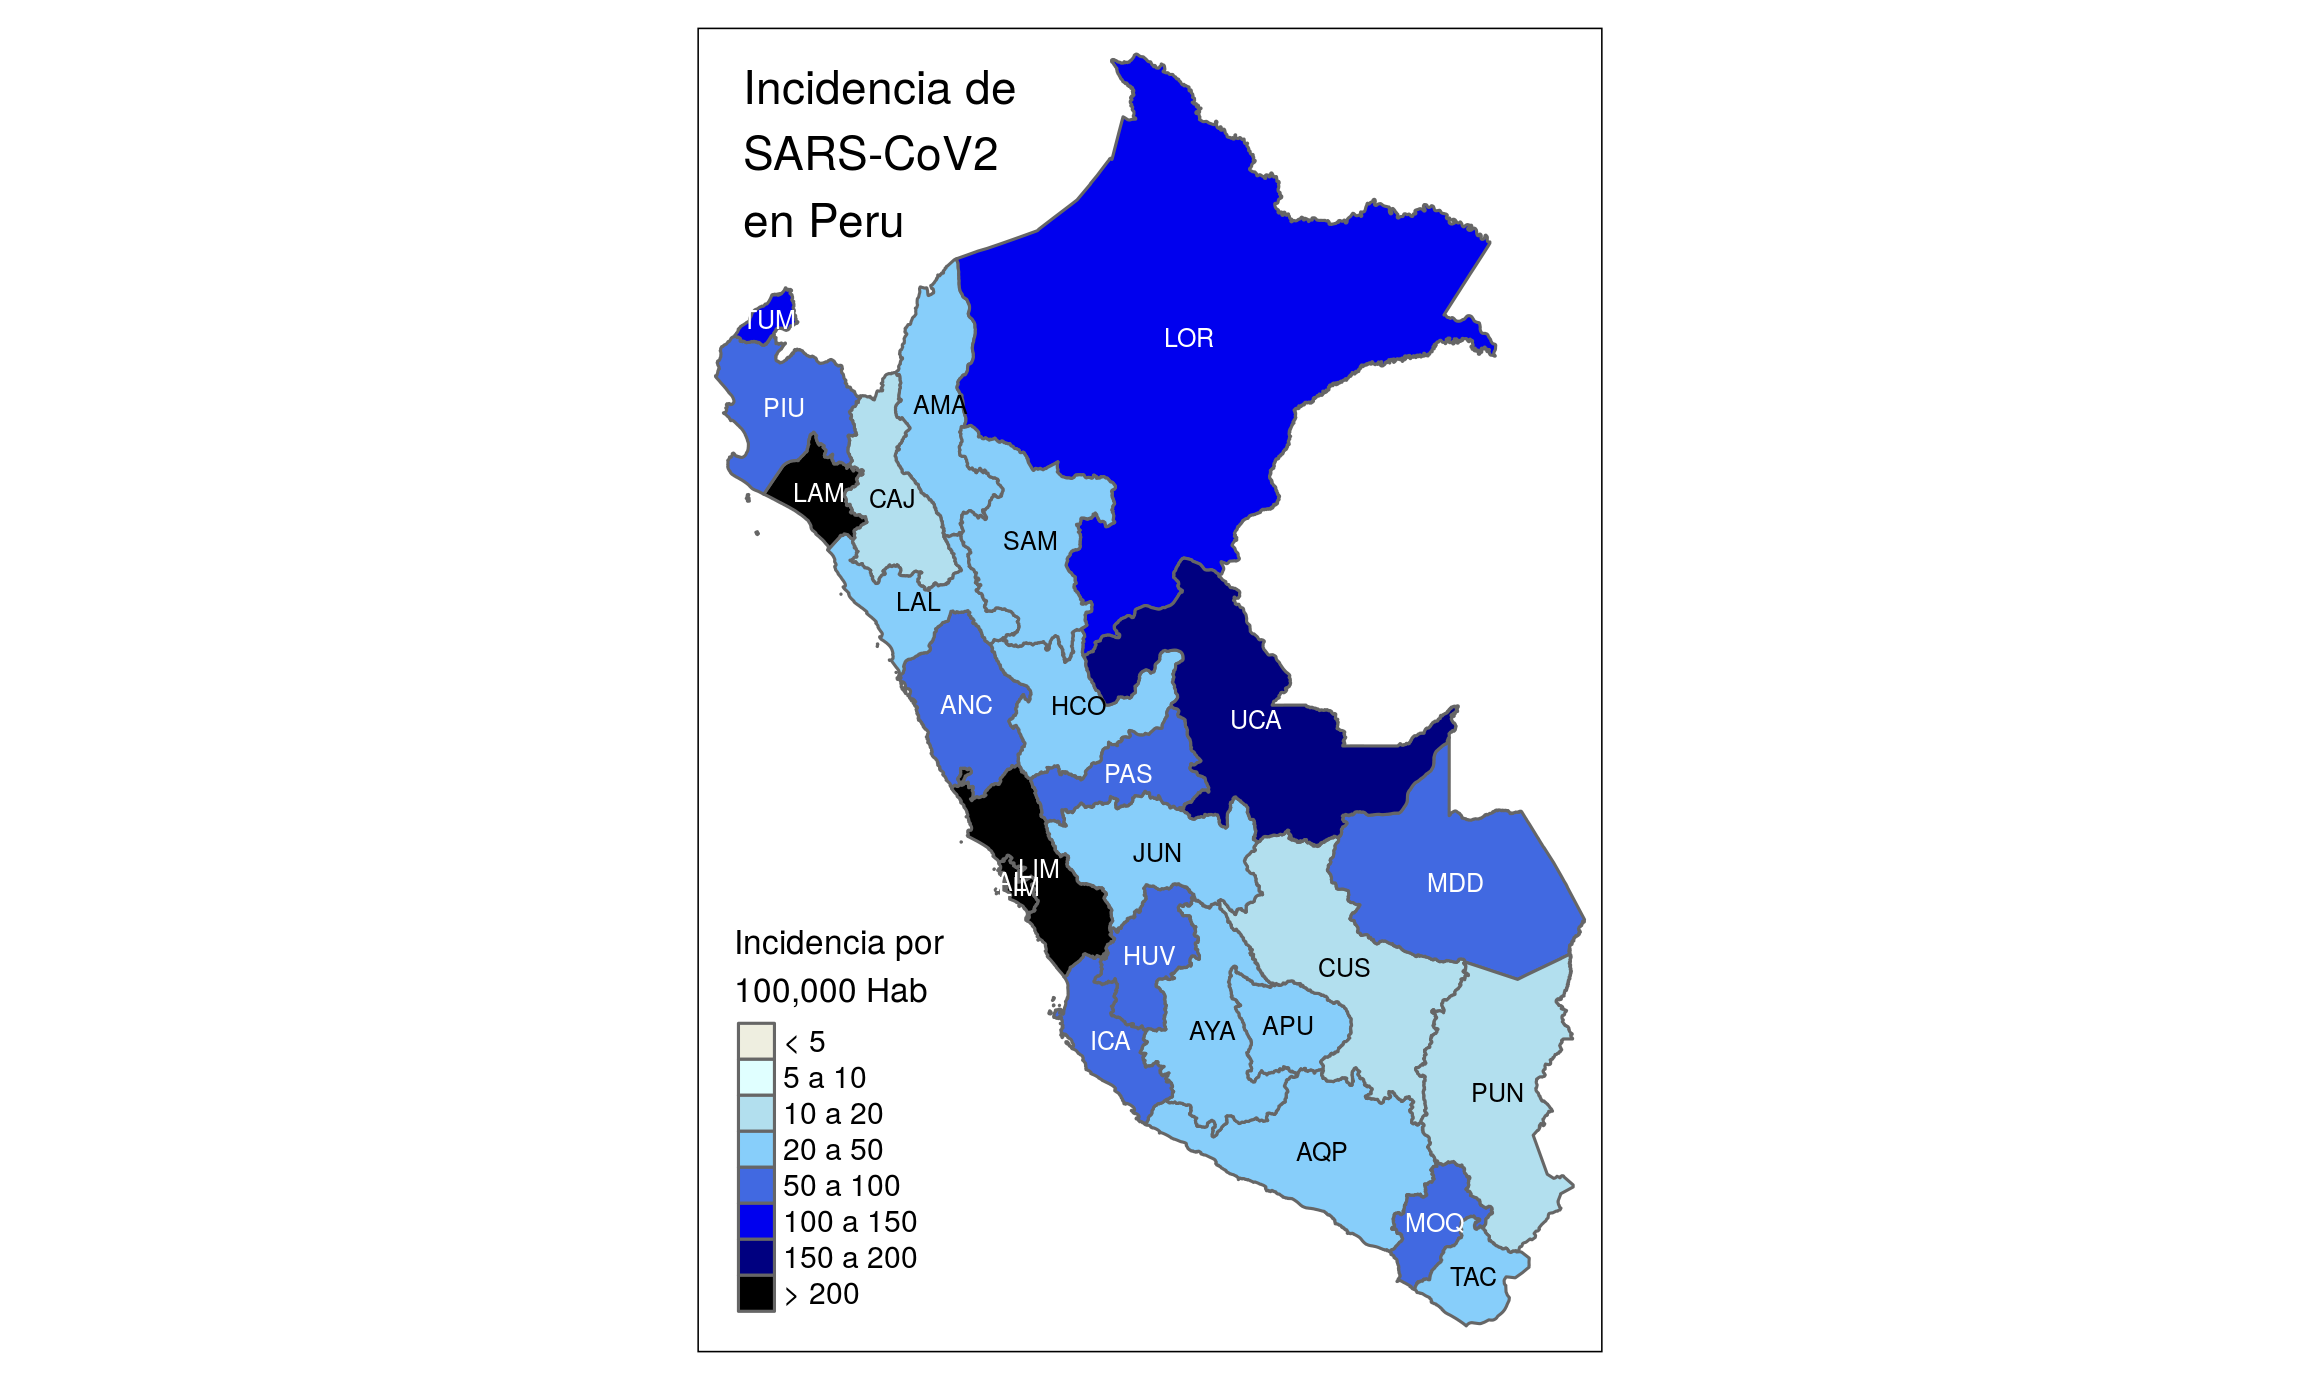 Incidencia de
SARS-CoV2
en Peru
TUM
LOR
PIU
AMA
LAM
CAJ
SAM
LAL
ANC
HCO
UCA
PAS
JUN
LIM
MDD
HUV
CUS
ICA
AYA
APU
PUN
AQP
MOQ
TAC
Incidencia por
100,000 Hab
< 5
5 a 10
10 a 20
20 a 50
50 a 100
100 a 150
150 a 200
> 200